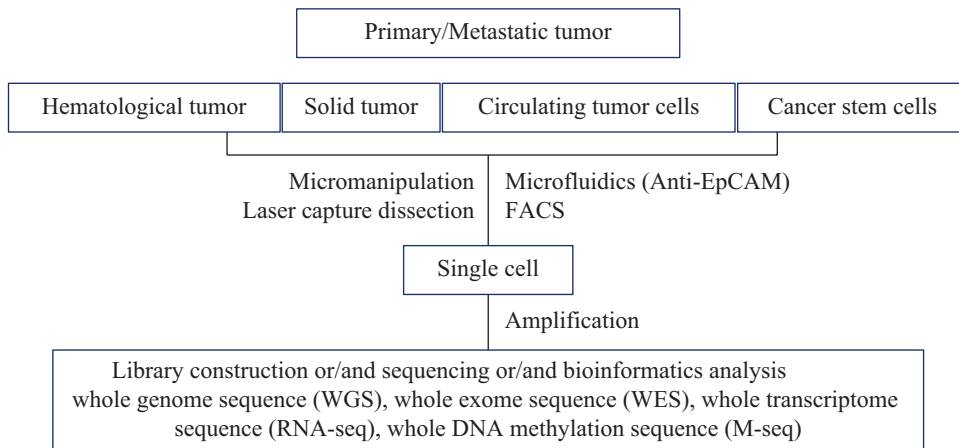 Primary/Metastatic tumor
Hematological tumor
Solid tumor
Circulating tumor cells
Cancer stem cells
Micromanipulation
Laser capture dissection
Microfluidics (Anti-EpCAM)
FACS
Single cell
Amplification
Library construction or/and sequencing or/and bioinformatics analysis
whole genome sequence (WGS), whole exome sequence (WES), whole transcriptome
sequence (RNA-seq), whole DNA methylation sequence (M-seq)